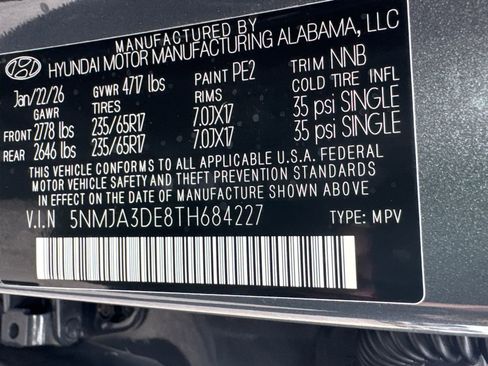 MANUFACTURED BY
HYUNDAI MOTOR MANUFACTURING ALABAMA, LLC
Jan/22/26 GVWR 4717 lbs PAINT PE2 TRIM NNB
GAWR TIRES RIMS COLD TIRE INFL
FRONT 2778 lbs 235/65R17 7.0JX17 35 psi SINGLE
REAR 2646 lbs 235/65R17 7.0JX17 35 psi SINGLE
THIS VEHICLE CONFORMS TO ALL APPLICABLE U.S.A. FEDERAL
MOTOR VEHICLE SAFETY AND THEFT PREVENTION STANDARDS
IN EFFECT ON THE DATE OF MANUFACTURE SHOWN ABOVE.
V.I.N 5NMJA3DE8TH684227 TYPE: MPV